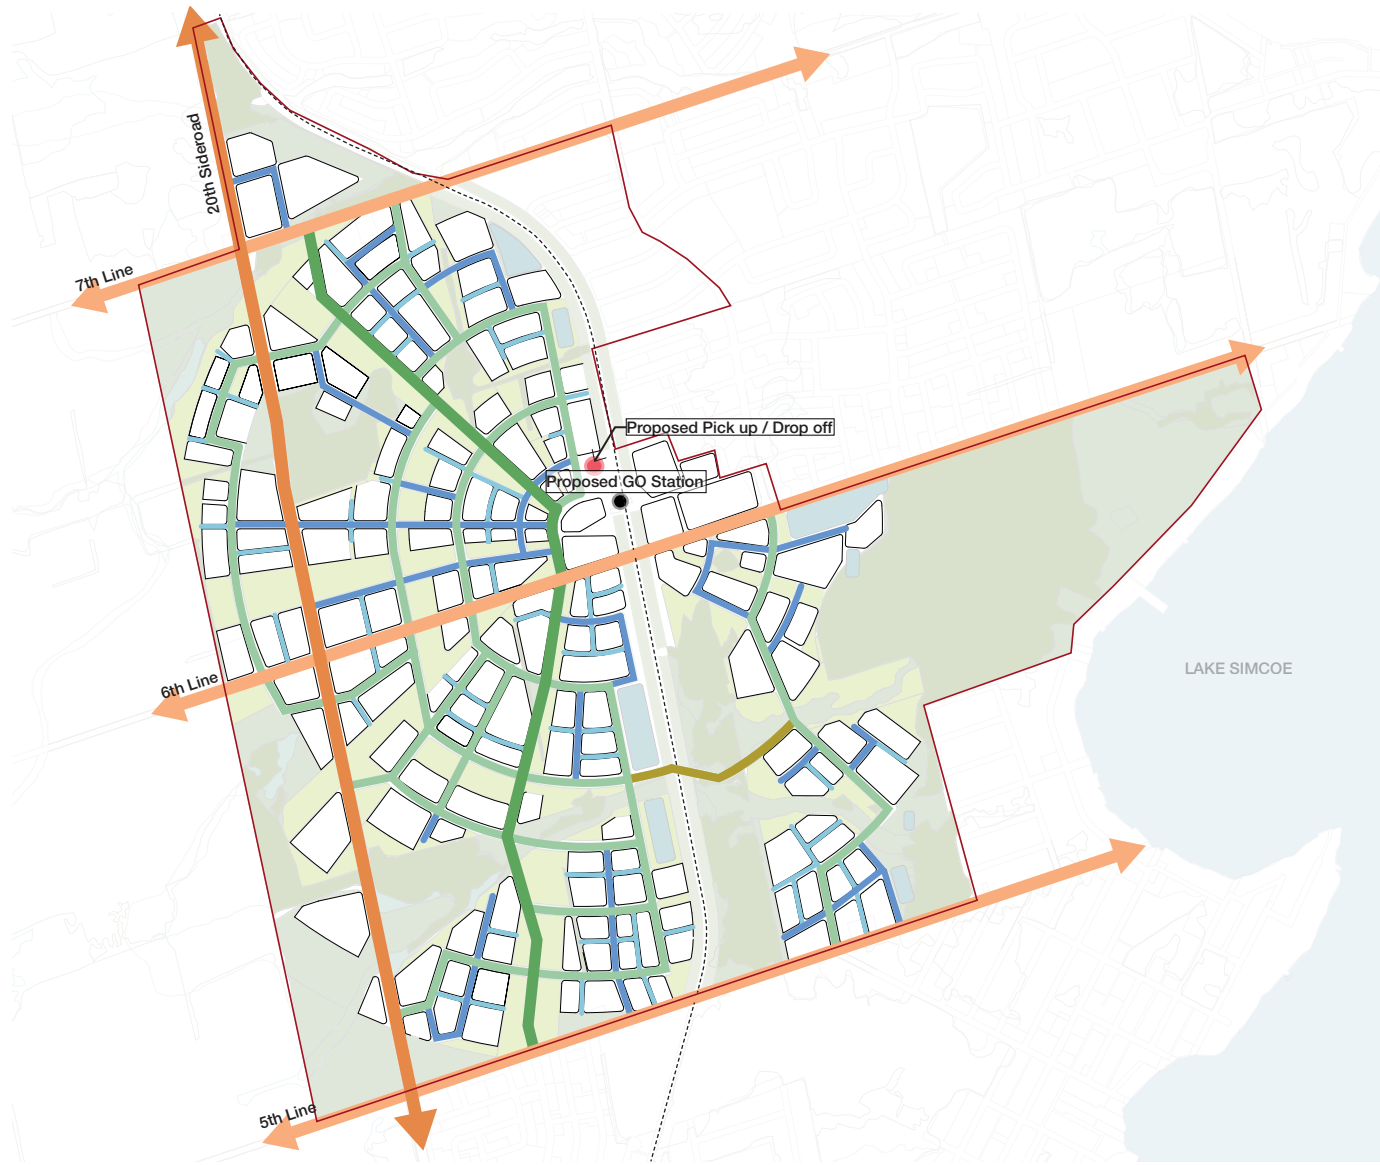 20th Sideroad
7th Line
Proposed Pick up / Drop off
Proposed GO Station
LAKE SIMCOE
6th Line
5th Line